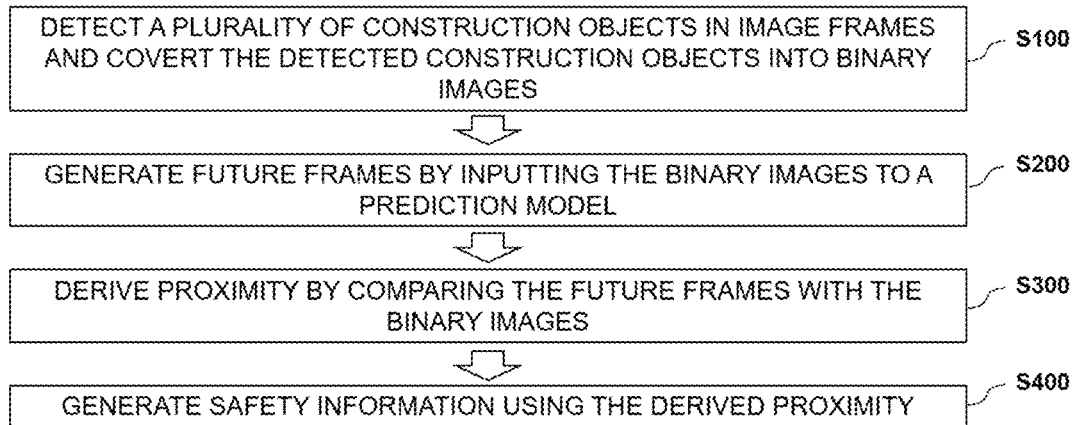 DETECT A PLURALITY OF CONSTRUCTION OBJECTS IN IMAGE FRAMES
AND COVERT THE DETECTED CONSTRUCTION OBJECTS INTO BINARY
IMAGES
S100
GENERATE FUTURE FRAMES BY INPUTTING THE BINARY IMAGES TO A
PREDICTION MODEL
S200
DERIVE PROXIMITY BY COMPARING THE FUTURE FRAMES WITH THE
BINARY IMAGES
S300
GENERATE SAFETY INFORMATION USING THE DERIVED PROXIMITY
S400